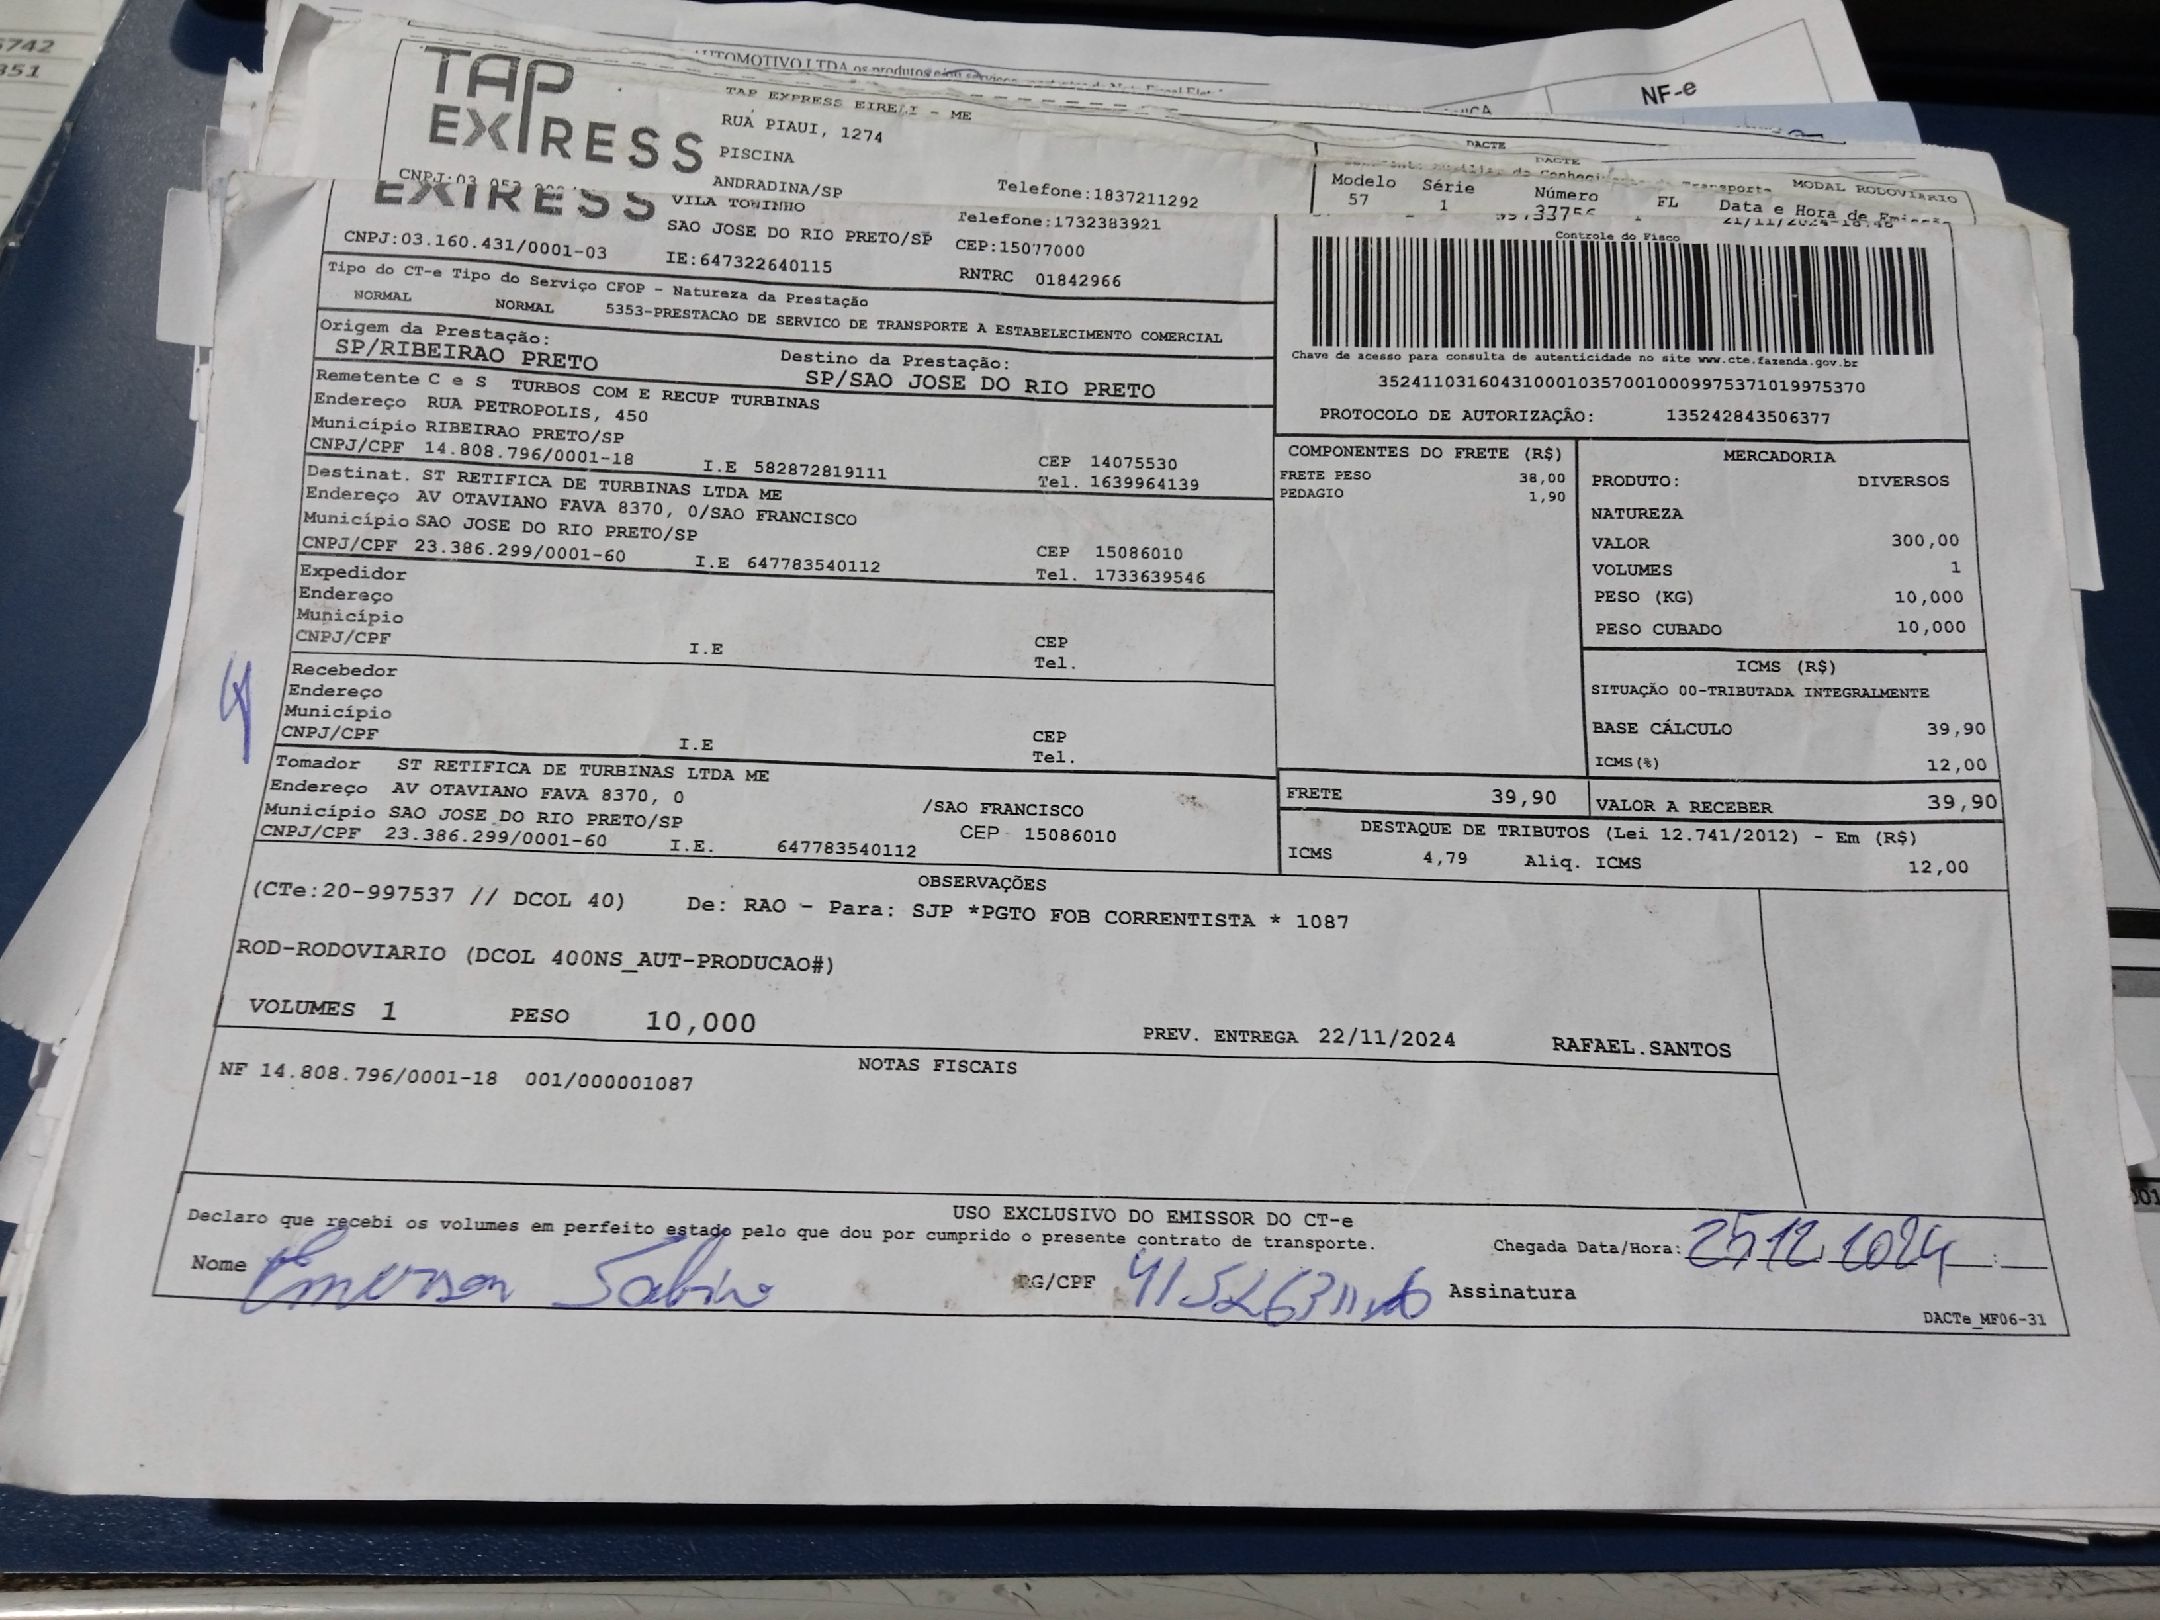 5742
351
AUTOMOTIVO LTDA os produtos e/ou serviços
NF-e
TAP
EXPRESS
TAP EXPRESS EIRELI - ME
RUA PIAUI, 1274
PISCINA
ANDRADINA/SP
Telefone:1837211292
DACTE
DACTE
MODAL RODOVIARIO
Modelo Série Número FL Data e Hora de Emissão
57 1
EXPRESS
VILA TONINHO
Telefone:1732383921
SAO JOSE DO RIO PRETO/SP CEP:15077000
CNPJ:03.160.431/0001-03 IE:647322640115 RNTRC 01842966
Controle do Fisco
Tipo do CT-e Tipo do Serviço CFOP - Natureza da Prestação
NORMAL NORMAL 5353-PRESTACAO DE SERVICO DE TRANSPORTE A ESTABELECIMENTO COMERCIAL
Origem da Prestação: Destino da Prestação:
SP/RIBEIRAO PRETO SP/SAO JOSE DO RIO PRETO
Chave de acesso para consulta de autenticidade no site www.cte.fazenda.gov.br
35241103160431000103570010009975371019975370
PROTOCOLO DE AUTORIZAÇÃO: 135242843506377
Remetente C e S TURBOS COM E RECUP TURBINAS
Endereço RUA PETROPOLIS, 450
Município RIBEIRAO PRETO/SP CEP 14075530
CNPJ/CPF 14.808.796/0001-18 I.E 582872819111 Tel. 1639964139
Destinat. ST RETIFICA DE TURBINAS LTDA ME
Endereço AV OTAVIANO FAVA 8370, 0/SAO FRANCISCO
Município SAO JOSE DO RIO PRETO/SP CEP 15086010
CNPJ/CPF 23.386.299/0001-60 I.E 647783540112 Tel. 1733639546
Expedidor
Endereço
Município CEP
CNPJ/CPF I.E Tel.
Recebedor
Endereço
Município CEP
CNPJ/CPF I.E Tel.
Tomador ST RETIFICA DE TURBINAS LTDA ME
Endereço AV OTAVIANO FAVA 8370, 0 /SAO FRANCISCO
Município SAO JOSE DO RIO PRETO/SP CEP 15086010
CNPJ/CPF 23.386.299/0001-60 I.E. 647783540112
COMPONENTES DO FRETE (R$)
FRETE PESO 38,00
PEDAGIO 1,90
MERCADORIA
PRODUTO: DIVERSOS
NATUREZA
VALOR 300,00
VOLUMES 1
PESO (KG) 10,000
PESO CUBADO 10,000
ICMS (R$)
SITUAÇÃO 00-TRIBUTADA INTEGRALMENTE
BASE CÁLCULO 39,90
ICMS(%) 12,00
FRETE 39,90 VALOR A RECEBER 39,90
DESTAQUE DE TRIBUTOS (Lei 12.741/2012) - Em (R$)
ICMS 4,79 Aliq. ICMS 12,00
OBSERVAÇÕES
(CTe:20-997537 // DCOL 40) De: RAO - Para: SJP *PGTO FOB CORRENTISTA * 1087
ROD-RODOVIARIO (DCOL 400NS_AUT-PRODUCAO#)
VOLUMES 1 PESO 10,000 PREV. ENTREGA 22/11/2024 RAFAEL.SANTOS
NOTAS FISCAIS
NF 14.808.796/0001-18 001/000001087
USO EXCLUSIVO DO EMISSOR DO CT-e
Declaro que recebi os volumes em perfeito estado pelo que dou por cumprido o presente contrato de transporte.
Chegada Data/Hora:
Nome Emerson Sabino RG/CPF Assinatura
DACTe_MF06-31